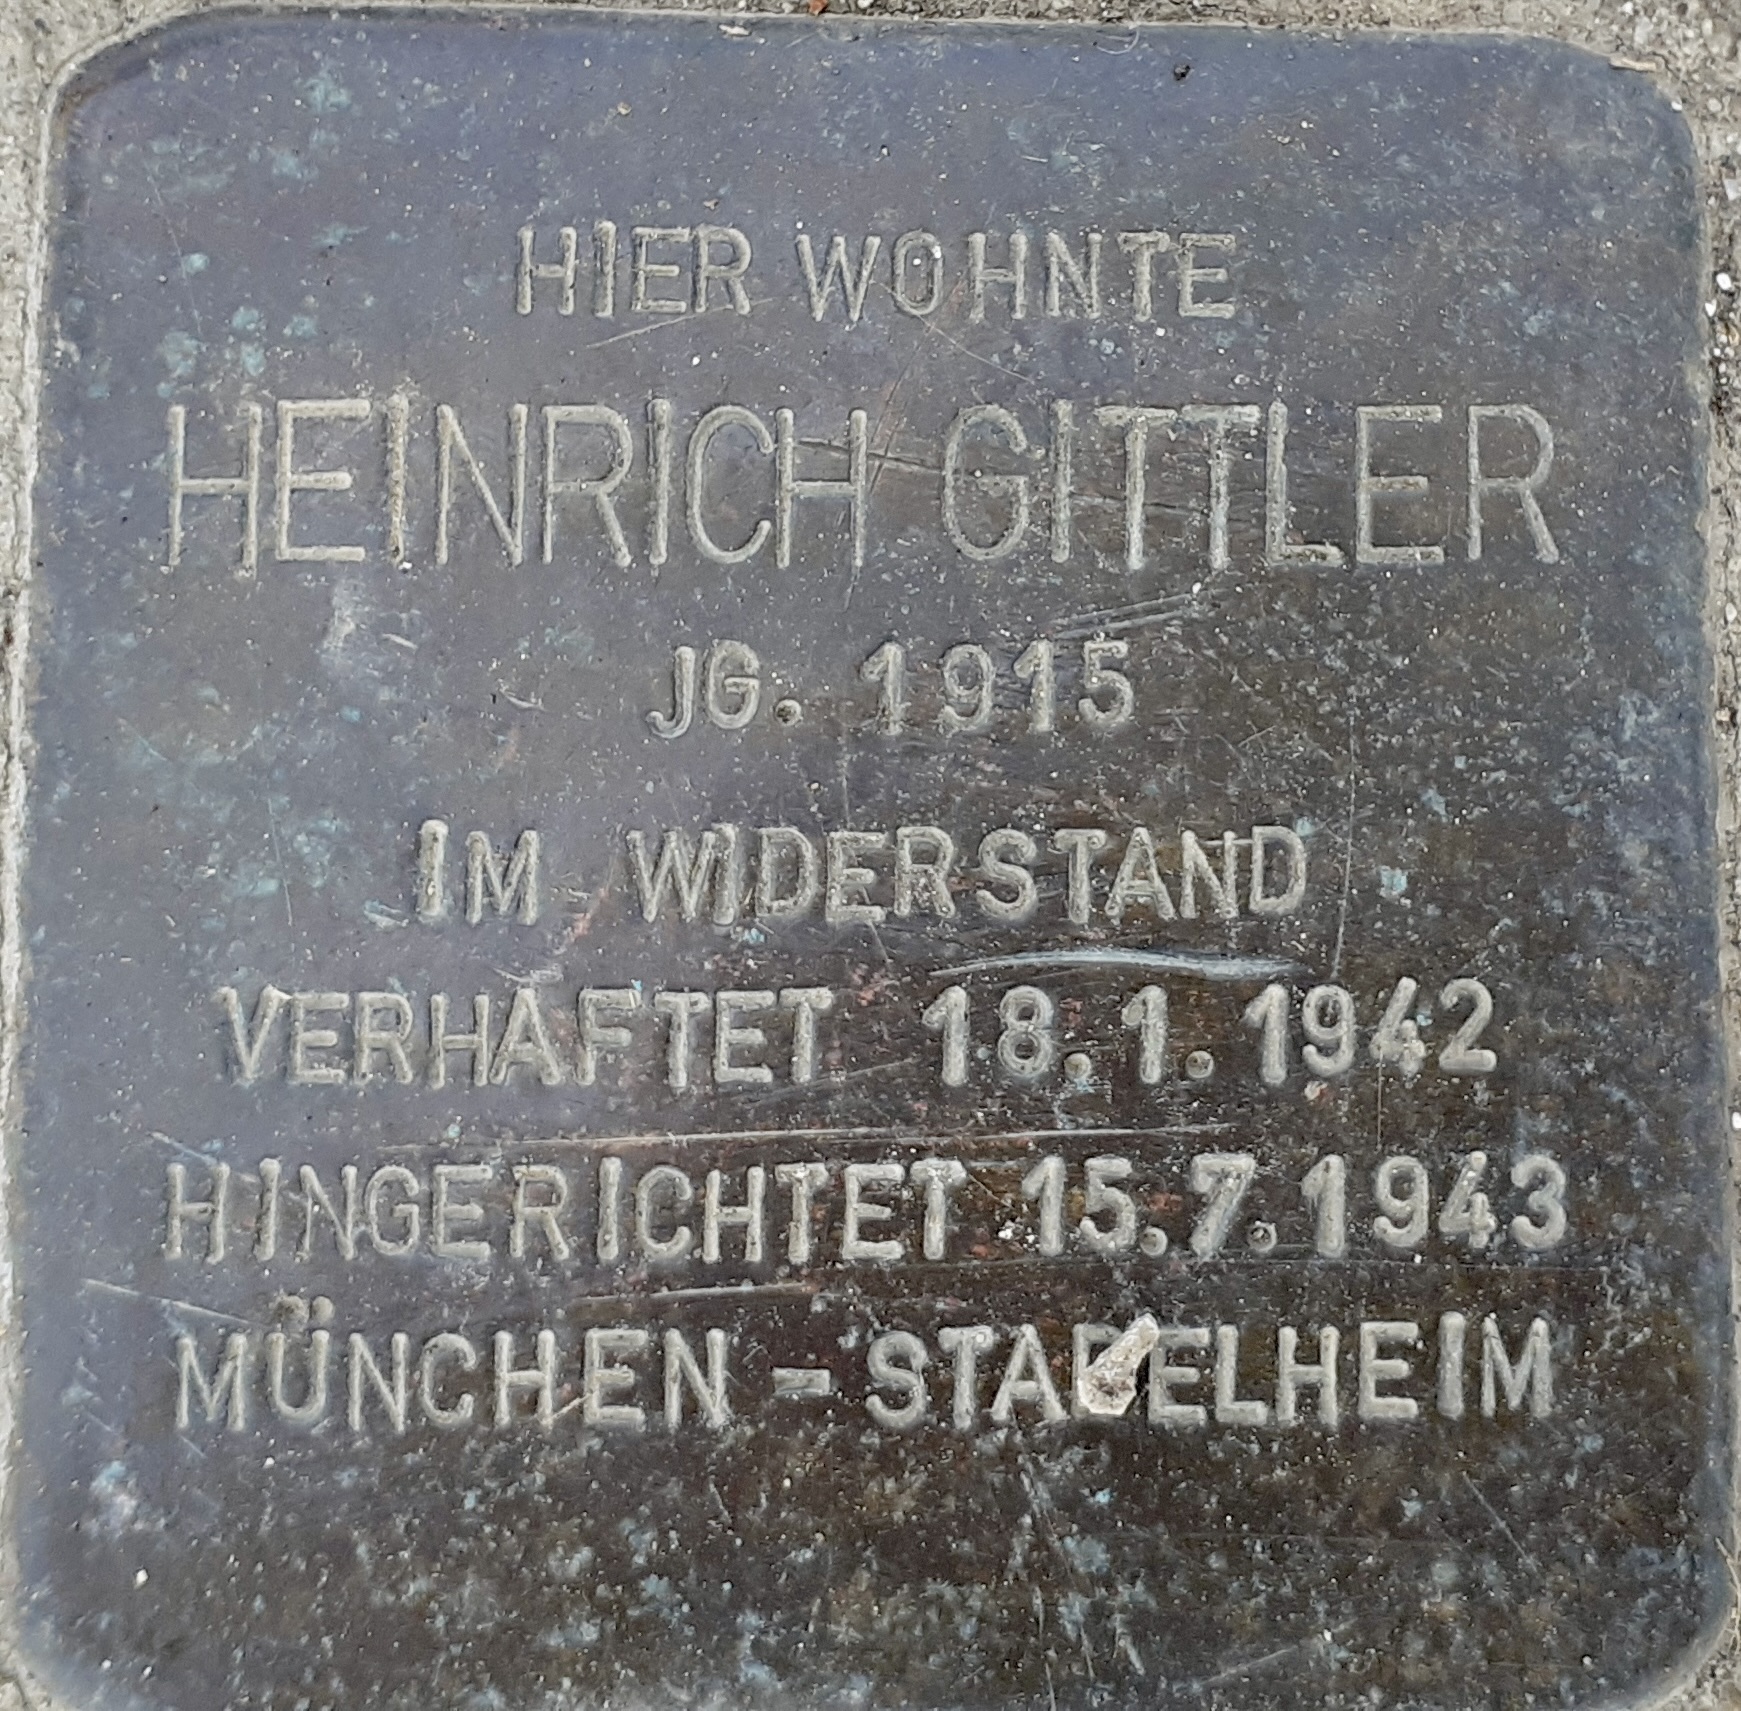 HIER WOHNTE
HEINRICH GITTLER
JG. 1915
IM WIDERSTAND
VERHAFTET 18.1.1942
HINGERICHTET 15.7.1943
MÜNCHEN - STADELHEIM